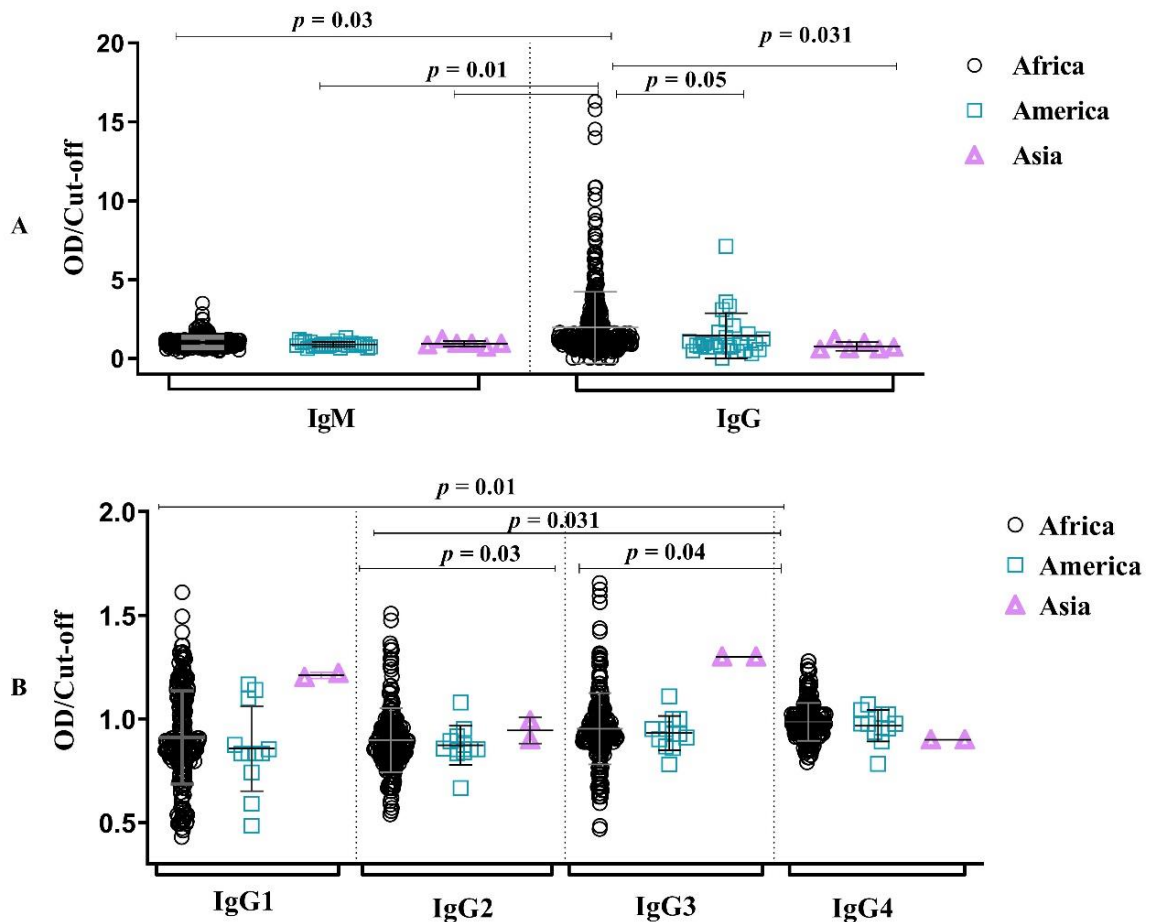 p = 0.03
20
p = 0.031
Africa
p = 0.01
p = 0.05
15
America
Asia
A
OD/Cut-off
10
5
0
IgM
IgG
p = 0.01
2.0
p = 0.031
Africa
p = 0.03
p = 0.04
America
Asia
1.5
B
OD/Cut-off
1.0
0.5
IgG1
IgG2
IgG3
IgG4